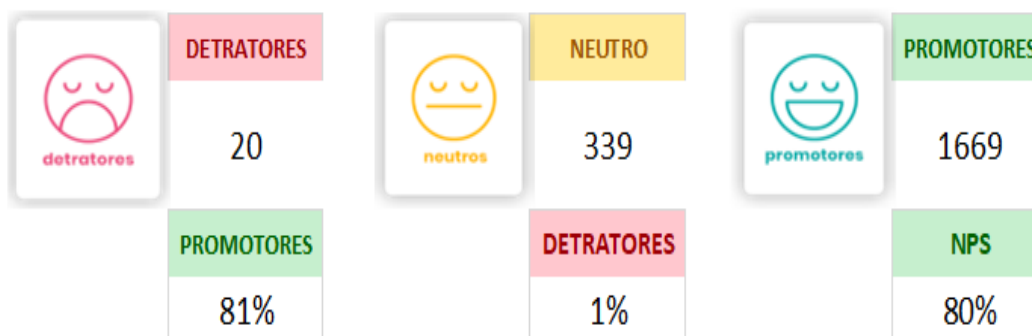 DETRATORES
NEUTRO
PROMOTORES
20
339
1669
detratores
neutros
promotores
PROMOTORES
DETRATORES
NPS
81%
1%
80%